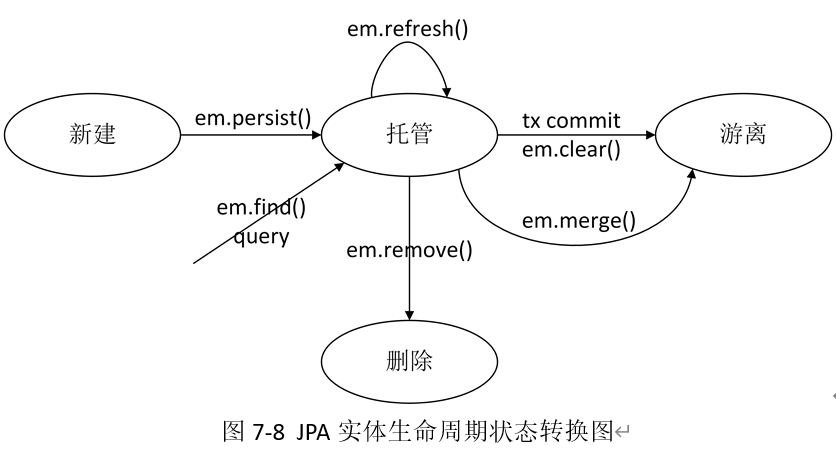 em.refresh()
新建
em.persist()
托管
tx commit
em.clear()
游离
em.find()
query
em.merge()
em.remove()
删除
图 7-8 JPA 实体生命周期状态转换图